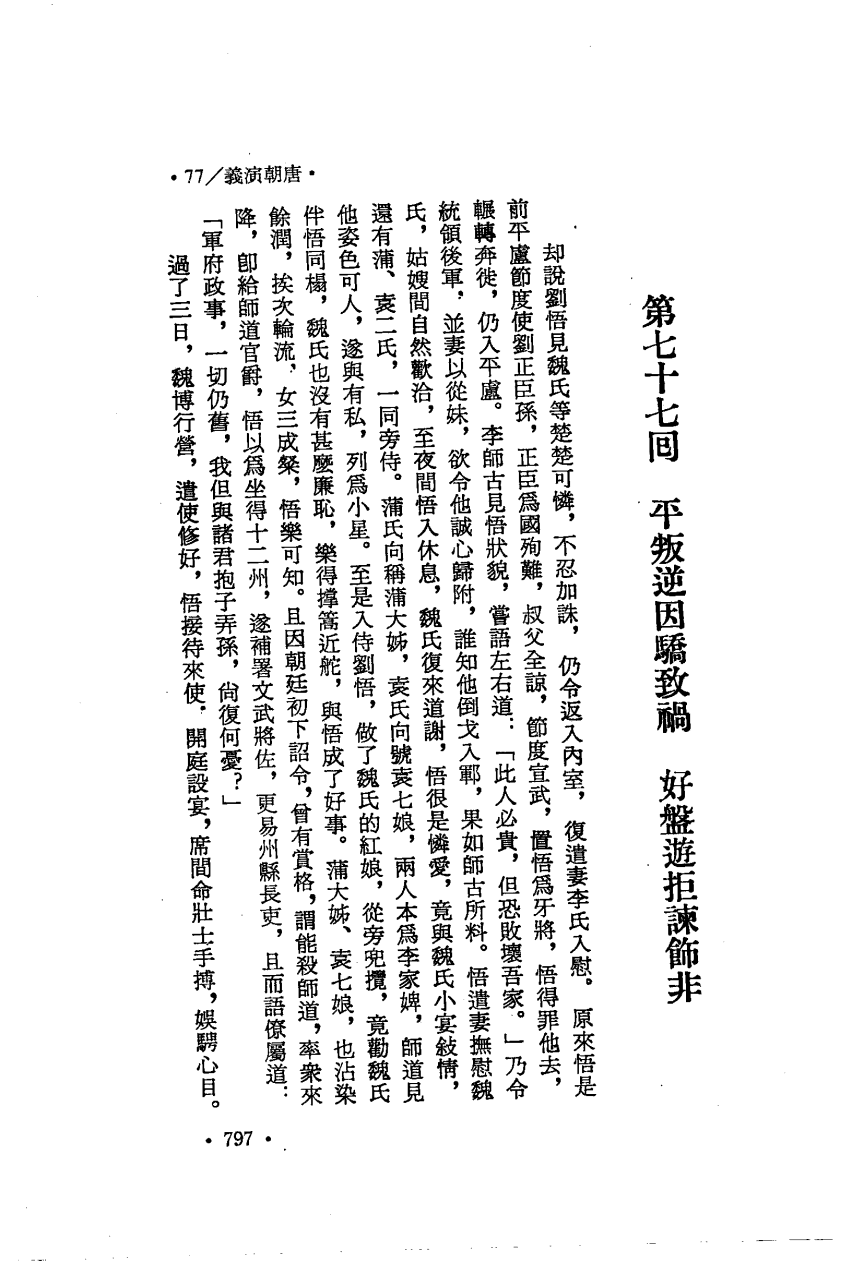 第七十七回　平叛逆因驕致禍　好盤遊拒諫飾非
却說劉悟見魏氏等楚楚可憐，不忍加誅，仍令返入內室，復遣妻李氏入慰。原來悟是
前平盧節度使劉正臣孫，正臣爲國殉難，叔父全諒，節度宣武，置悟爲牙將，悟得罪他去，
輾轉奔徙，仍入平盧。李師古見悟狀貌，嘗語左右道：「此人必貴，但恐敗壞吾家。」乃令
統領後軍，並妻以從妹，欲令他誠心歸附，誰知他倒戈入鄆，果如師古所料。悟遣妻撫慰魏
氏，姑嫂間自然歡洽，至夜間悟入休息，魏氏復來道謝，悟很是憐愛，竟與魏氏小宴敍情，
還有蒲、袁二氏，一同旁侍。蒲氏向稱蒲大姊，袁氏向號袁七娘，兩人本爲李家婢，師道見
他姿色可人，遂與有私，列爲小星。至是入侍劉悟，做了魏氏的紅娘，從旁兜攬，竟勸魏氏
伴悟同榻，魏氏也沒有甚麼廉恥，樂得撑篙近舵，與悟成了好事。蒲大姊、袁七娘，也沾染
餘潤，挨次輪流，女三成粲，悟樂可知。且因朝廷初下詔令，曾有賞格，謂能殺師道，率衆來
降，卽給師道官爵，悟以爲坐得十二州，遂補署文武將佐，更易州縣長吏，且而語僚屬道：
「軍府政事，一切仍舊，我但與諸君抱子弄孫，尙復何憂？」
過了三日，魏博行營，遣使修好，悟接待來使，開庭設宴，席間命壯士手搏，娛騁心目。
•77/義演朝唐•
•797•